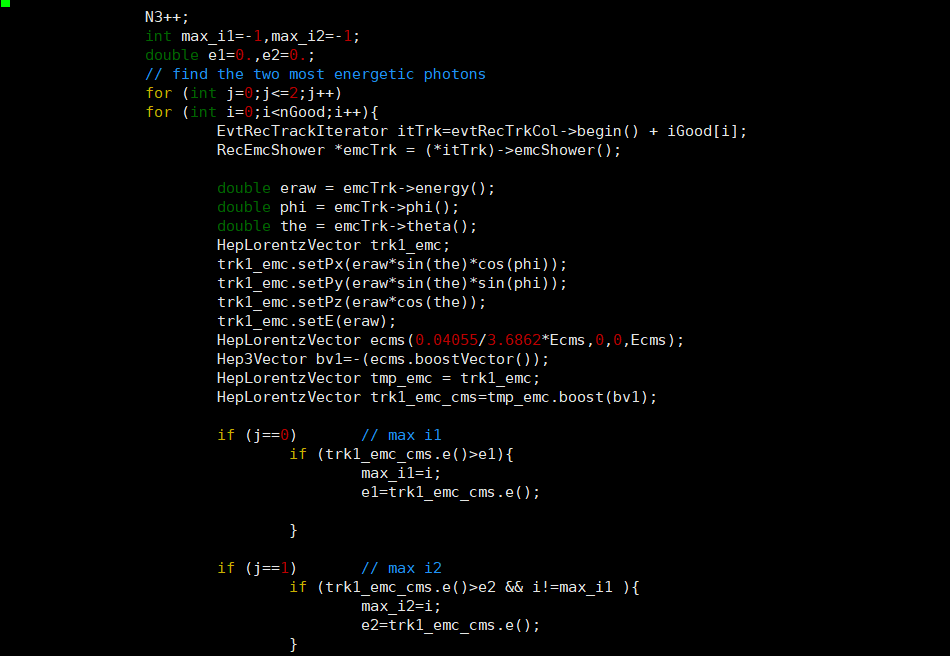 N3++;
int max_i1=-1,max_i2=-1;
double e1=0.,e2=0.;
// find the two most energetic photons
for (int j=0;j<=2;j++)
for (int i=0;i<nGood;i++){
EvtRecTrackIterator itTrk=evtRecTrkCol->begin() + iGood[i];
RecEmcShower *emcTrk = (*itTrk)->emcShower();
double eraw = emcTrk->energy();
double phi = emcTrk->phi();
double the = emcTrk->theta();
HepLorentzVector trk1_emc;
trk1_emc.setPx(eraw*sin(the)*cos(phi));
trk1_emc.setPy(eraw*sin(the)*sin(phi));
trk1_emc.setPz(eraw*cos(the));
trk1_emc.setE(eraw);
HepLorentzVector ecms(0.04055/3.6862*Ecms,0,0,Ecms);
Hep3Vector bv1=-(ecms.boostVector());
HepLorentzVector tmp_emc = trk1_emc;
HepLorentzVector trk1_emc_cms=tmp_emc.boost(bv1);
if (j==0) // max i1
if (trk1_emc_cms.e()>e1){
max_i1=i;
e1=trk1_emc_cms.e();
}
if (j==1) // max i2
if (trk1_emc_cms.e()>e2 && i!=max_i1 ){
max_i2=i;
e2=trk1_emc_cms.e();
}